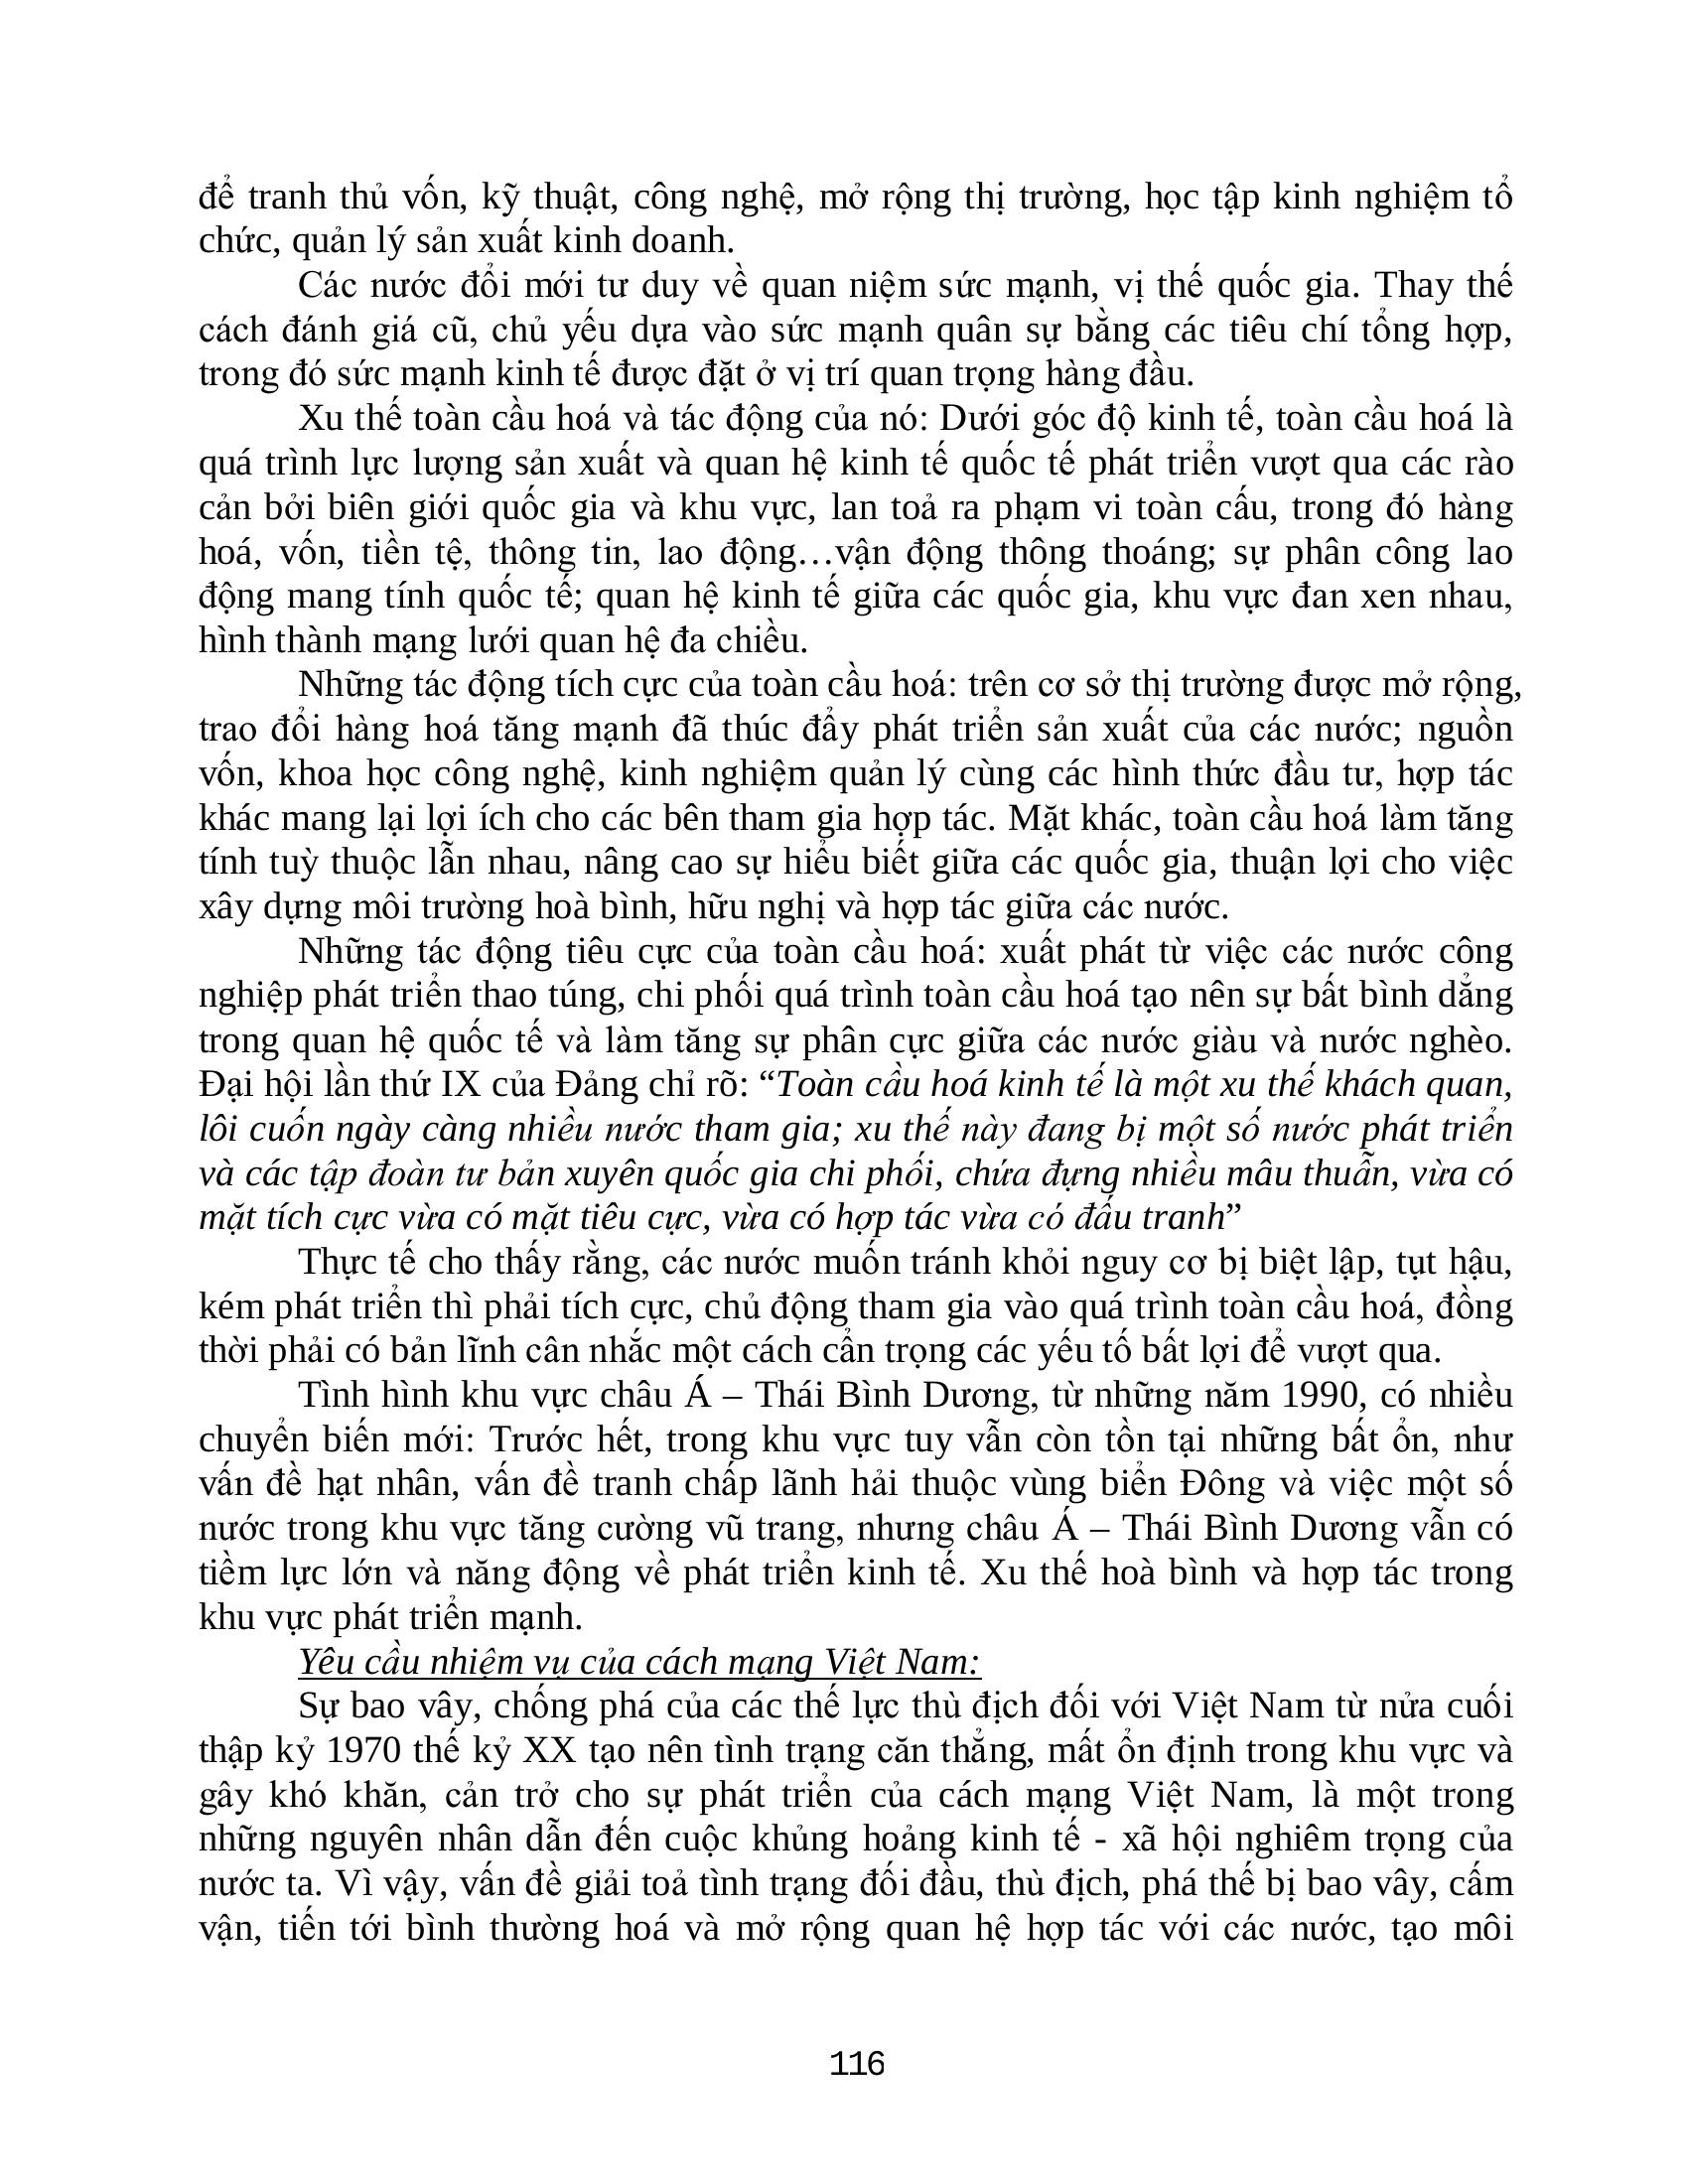 để tranh thủ vốn, kỹ thuật, công nghệ, mở rộng thị trường, học tập kinh nghiệm tổ
chức, quản lý sản xuất kinh doanh.
Các nước đổi mới tư duy về quan niệm sức mạnh, vị thế quốc gia. Thay thế
cách đánh giá cũ, chủ yếu dựa vào sức mạnh quân sự bằng các tiêu chí tổng hợp,
trong đó sức mạnh kinh tế được đặt ở vị trí quan trọng hàng đầu.
Xu thế toàn cầu hoá và tác động của nó: Dưới góc độ kinh tế, toàn cầu hoá là
quá trình lực lượng sản xuất và quan hệ kinh tế quốc tế phát triển vượt qua các rào
cản bởi biên giới quốc gia và khu vực, lan toả ra phạm vi toàn cấu, trong đó hàng
hoá, vốn, tiền tệ, thông tin, lao động…vận động thông thoáng; sự phân công lao
động mang tính quốc tế; quan hệ kinh tế giữa các quốc gia, khu vực đan xen nhau,
hình thành mạng lưới quan hệ đa chiều.
Những tác động tích cực của toàn cầu hoá: trên cơ sở thị trường được mở rộng,
trao đổi hàng hoá tăng mạnh đã thúc đẩy phát triển sản xuất của các nước; nguồn
vốn, khoa học công nghệ, kinh nghiệm quản lý cùng các hình thức đầu tư, hợp tác
khác mang lại lợi ích cho các bên tham gia hợp tác. Mặt khác, toàn cầu hoá làm tăng
tính tuỳ thuộc lẫn nhau, nâng cao sự hiểu biết giữa các quốc gia, thuận lợi cho việc
xây dựng môi trường hoà bình, hữu nghị và hợp tác giữa các nước.
Những tác động tiêu cực của toàn cầu hoá: xuất phát từ việc các nước công
nghiệp phát triển thao túng, chi phối quá trình toàn cầu hoá tạo nên sự bất bình dẳng
trong quan hệ quốc tế và làm tăng sự phân cực giữa các nước giàu và nước nghèo.
Đại hội lần thứ IX của Đảng chỉ rõ: “Toàn cầu hoá kinh tế là một xu thế khách quan,
lôi cuốn ngày càng nhiều nước tham gia; xu thế này đang bị một số nước phát triển
và các tập đoàn tư bản xuyên quốc gia chi phối, chứa đựng nhiều mâu thuẫn, vừa có
mặt tích cực vừa có mặt tiêu cực, vừa có hợp tác vừa có đấu tranh”
Thực tế cho thấy rằng, các nước muốn tránh khỏi nguy cơ bị biệt lập, tụt hậu,
kém phát triển thì phải tích cực, chủ động tham gia vào quá trình toàn cầu hoá, đồng
thời phải có bản lĩnh cân nhắc một cách cẩn trọng các yếu tố bất lợi để vượt qua.
Tình hình khu vực châu Á – Thái Bình Dương, từ những năm 1990, có nhiều
chuyển biến mới: Trước hết, trong khu vực tuy vẫn còn tồn tại những bất ổn, như
vấn đề hạt nhân, vấn đề tranh chấp lãnh hải thuộc vùng biển Đông và việc một số
nước trong khu vực tăng cường vũ trang, nhưng châu Á – Thái Bình Dương vẫn có
tiềm lực lớn và năng động về phát triển kinh tế. Xu thế hoà bình và hợp tác trong
khu vực phát triển mạnh.
Yêu cầu nhiệm vụ của cách mạng Việt Nam:
Sự bao vây, chống phá của các thế lực thù địch đối với Việt Nam từ nửa cuối
thập kỷ 1970 thế kỷ XX tạo nên tình trạng căn thẳng, mất ổn định trong khu vực và
gây khó khăn, cản trở cho sự phát triển của cách mạng Việt Nam, là một trong
những nguyên nhân dẫn đến cuộc khủng hoảng kinh tế - xã hội nghiêm trọng của
nước ta. Vì vậy, vấn đề giải toả tình trạng đối đầu, thù địch, phá thế bị bao vây, cấm
vận, tiến tới bình thường hoá và mở rộng quan hệ hợp tác với các nước, tạo môi
116